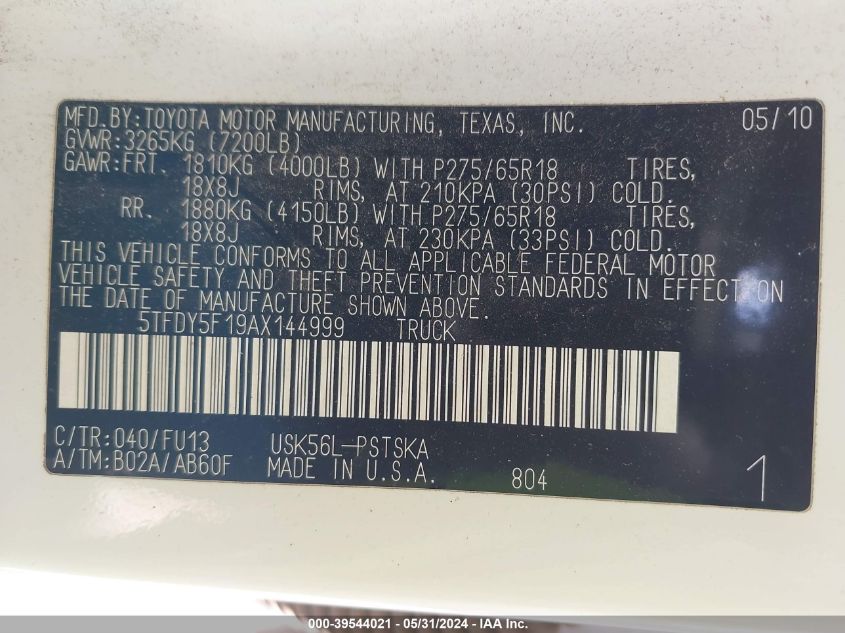 MFD.BY:TOYOTA MOTOR MANUFACTURING, TEXAS, INC. 05/10
GVWR:3265KG (7200LB)
GAWR:FRT. 1810KG (4000LB) WITH P275/65R18 TIRES,
18X8J RIMS, AT 210KPA (30PSI) COLD.
RR. 1880KG (4150LB) WITH P275/65R18 TIRES,
18X8J RIMS, AT 230KPA (33PSI) COLD.
THIS VEHICLE CONFORMS TO ALL APPLICABLE FEDERAL MOTOR
VEHICLE SAFETY AND THEFT PREVENTION STANDARDS IN EFFECT ON
THE DATE OF MANUFACTURE SHOWN ABOVE.
5TFDY5F19AX144999 TRUCK
C/TR:040/FU13 USK56L-PSTSKA
A/TM:B02A/AB60F MADE IN U.S.A. 804 1
000-39544021 - 05/31/2024 - IAA Inc.